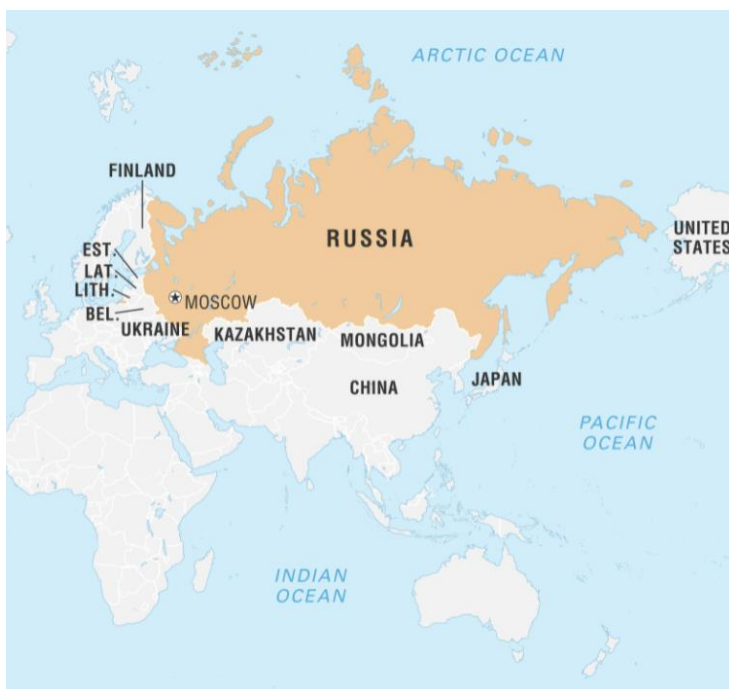 ARCTIC OCEAN
FINLAND
RUSSIA
UNITED
STATES
EST.
LAT.
LITH.
BEL.
MOSCOW
UKRAINE
KAZAKHSTAN
MONGOLIA
CHINA
JAPAN
PACIFIC
OCEAN
INDIAN
OCEAN